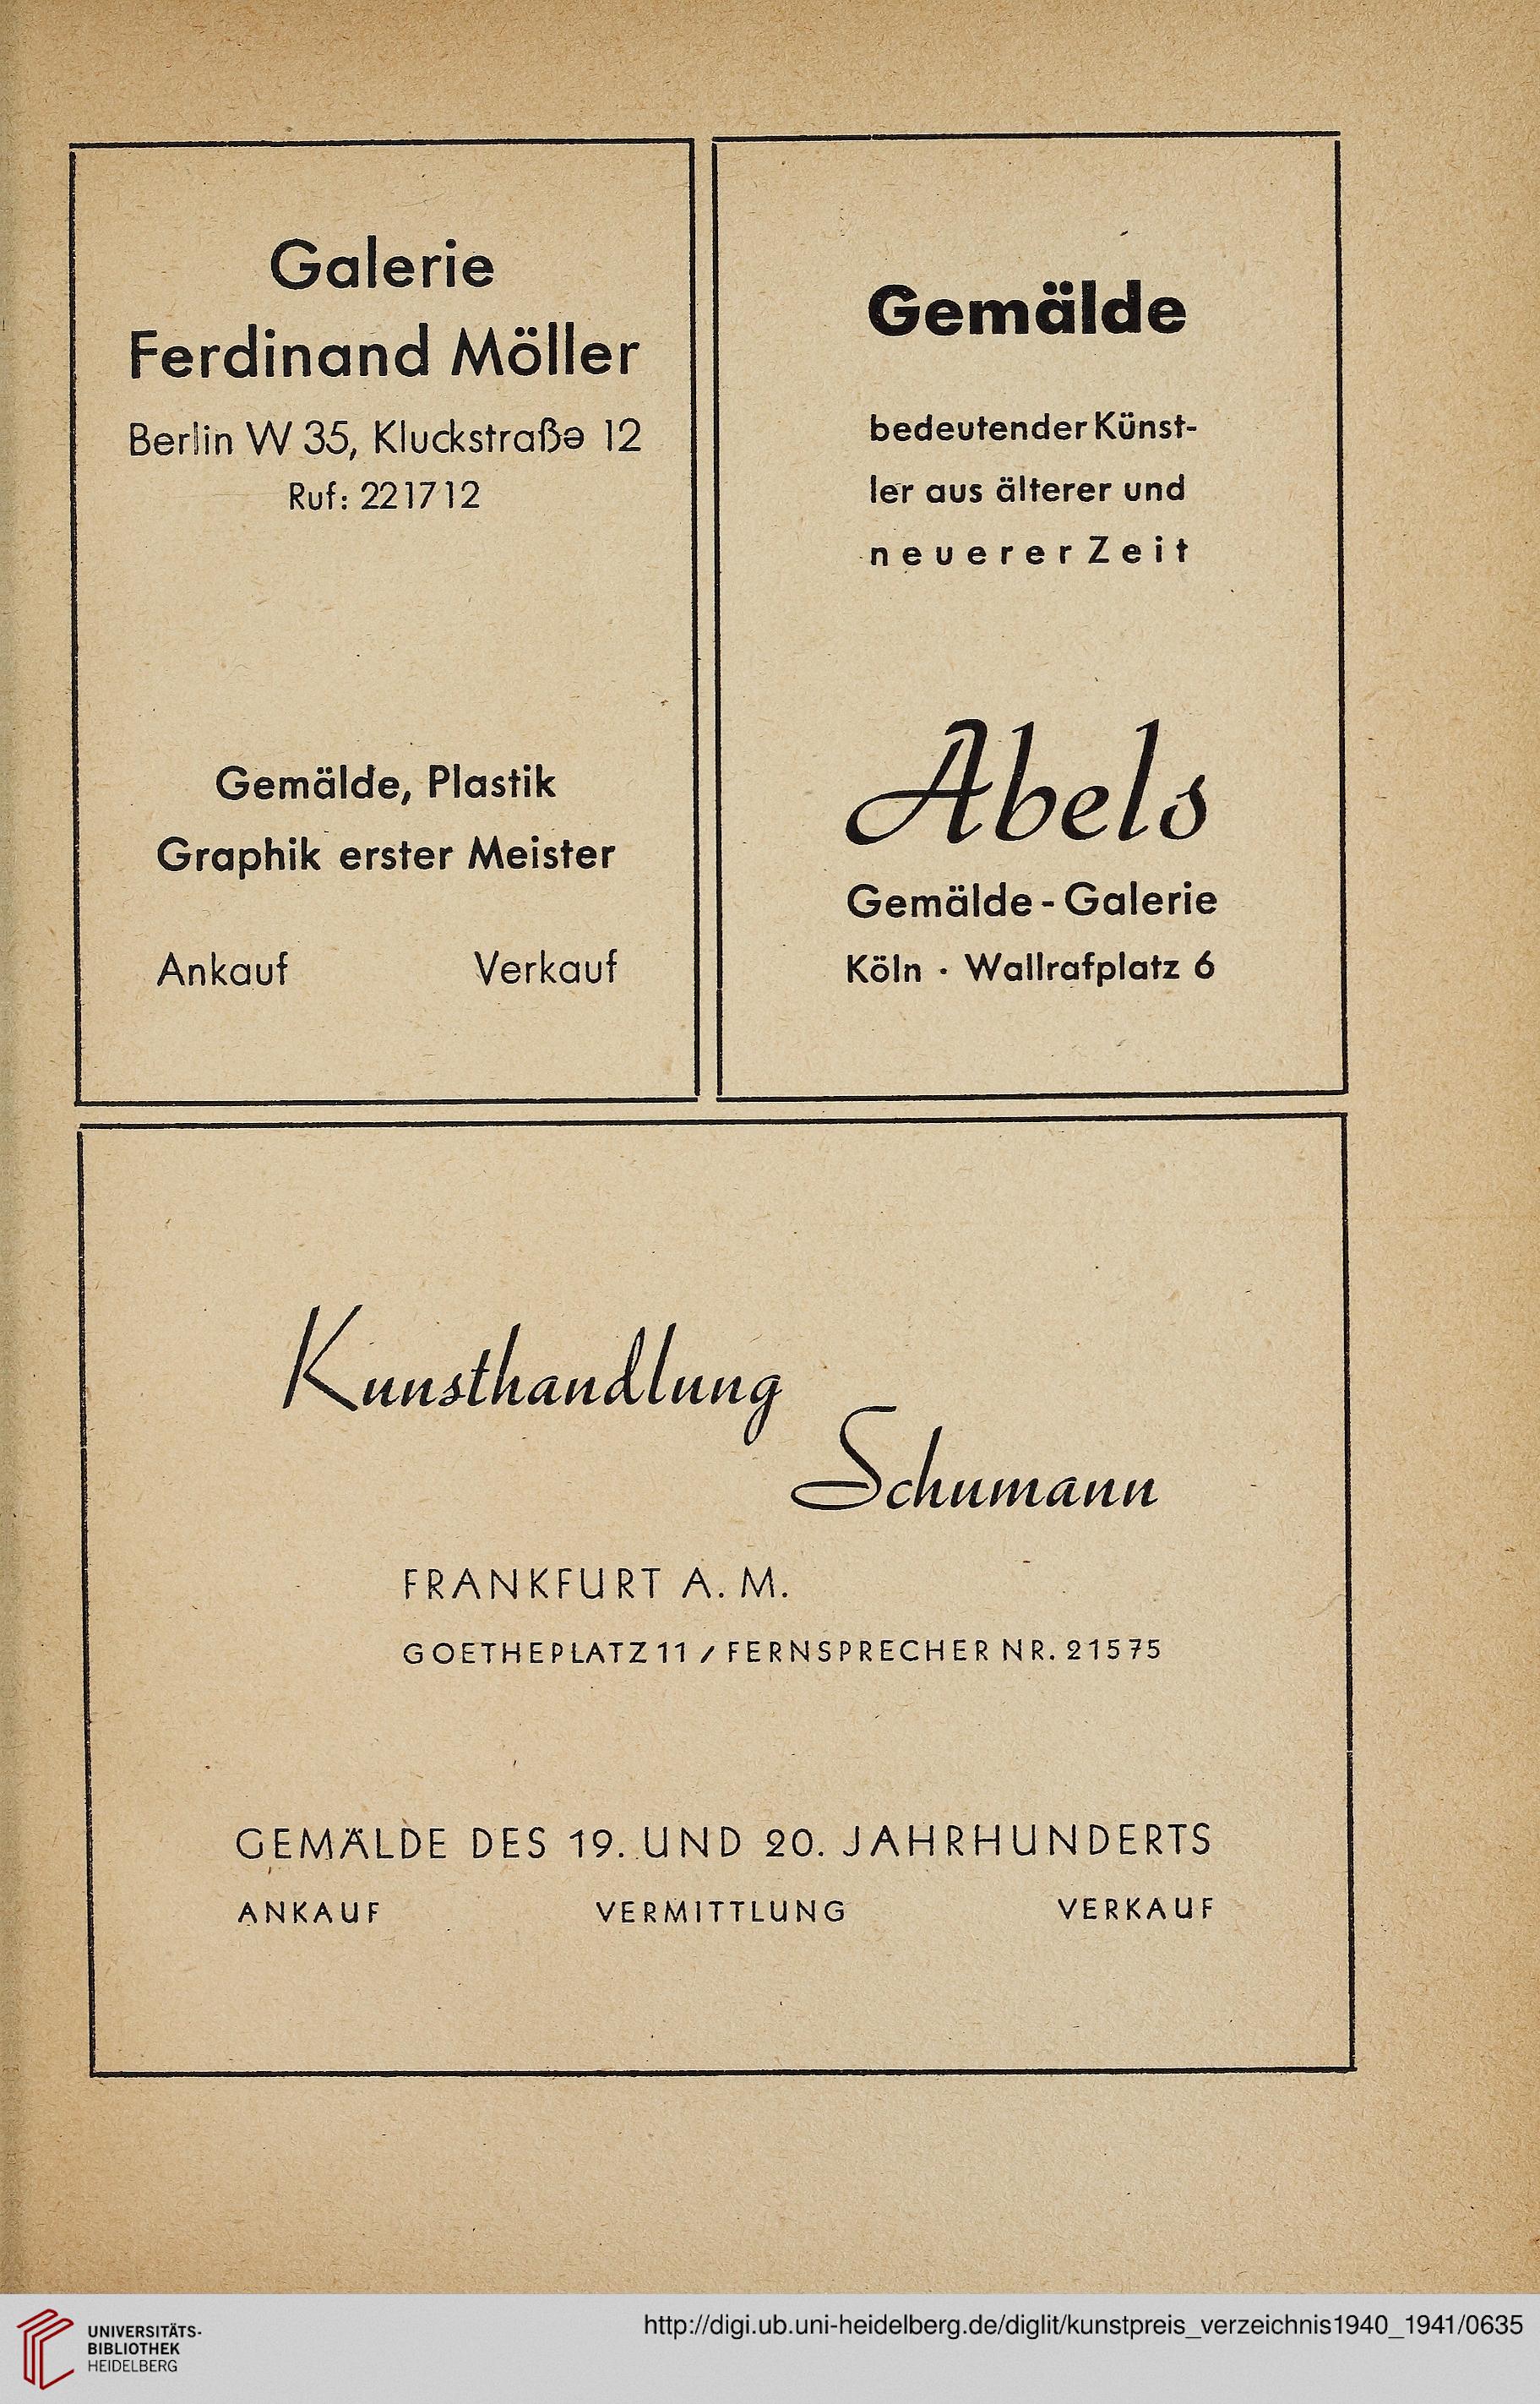 Galerie
Ferdinand Möller
Berlin W 35, Kluckstraße 12
Ruf: 221712
Gemälde, Plastik
Graphik erster Meister
Ankauf Verkauf
Gemälde
bedeutender Künst-
ler aus älterer und
neuerer Zeit
Abels
Gemälde-Galerie
Köln · Wallrafplatz 6
Kunsthandlung
Schumann
FRANKFURT A. M.
GOETHEPLATZ 11 / FERNSPRECHER NR. 21575
GEMÄLDE DES 19. UND 20. JAHRHUNDERTS
ANKAUF VERMITTLUNG VERKAUF
UNIVERSITÄTS-
BIBLIOTHEK
HEIDELBERG
http://digi.ub.uni-heidelberg.de/diglit/kunstpreis_verzeichnis1940_1941/0635